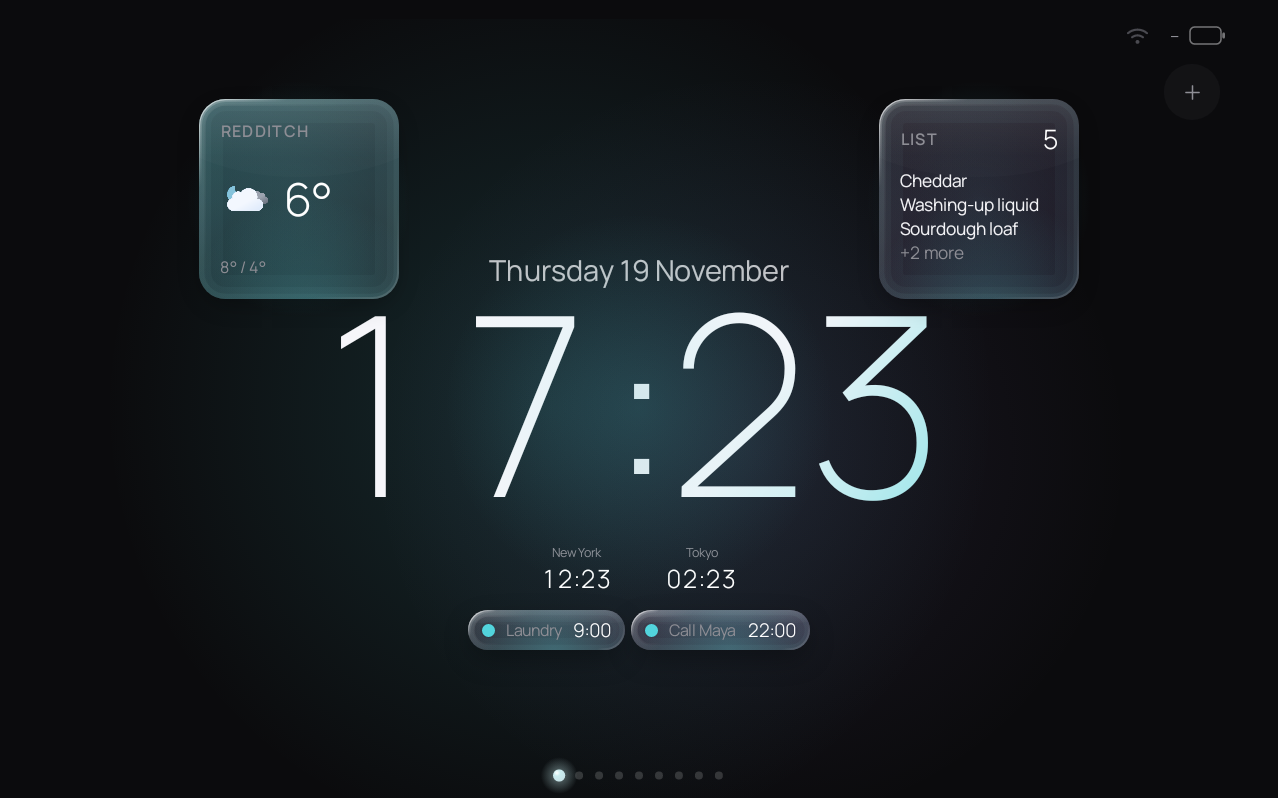 –
+
REDDITCH
6°
8° / 4°
LIST 5
Cheddar
Washing-up liquid
Sourdough loaf
+2 more
Thursday 19 November
17:23
New York
12:23
Tokyo
02:23
Laundry 9:00
Call Maya 22:00